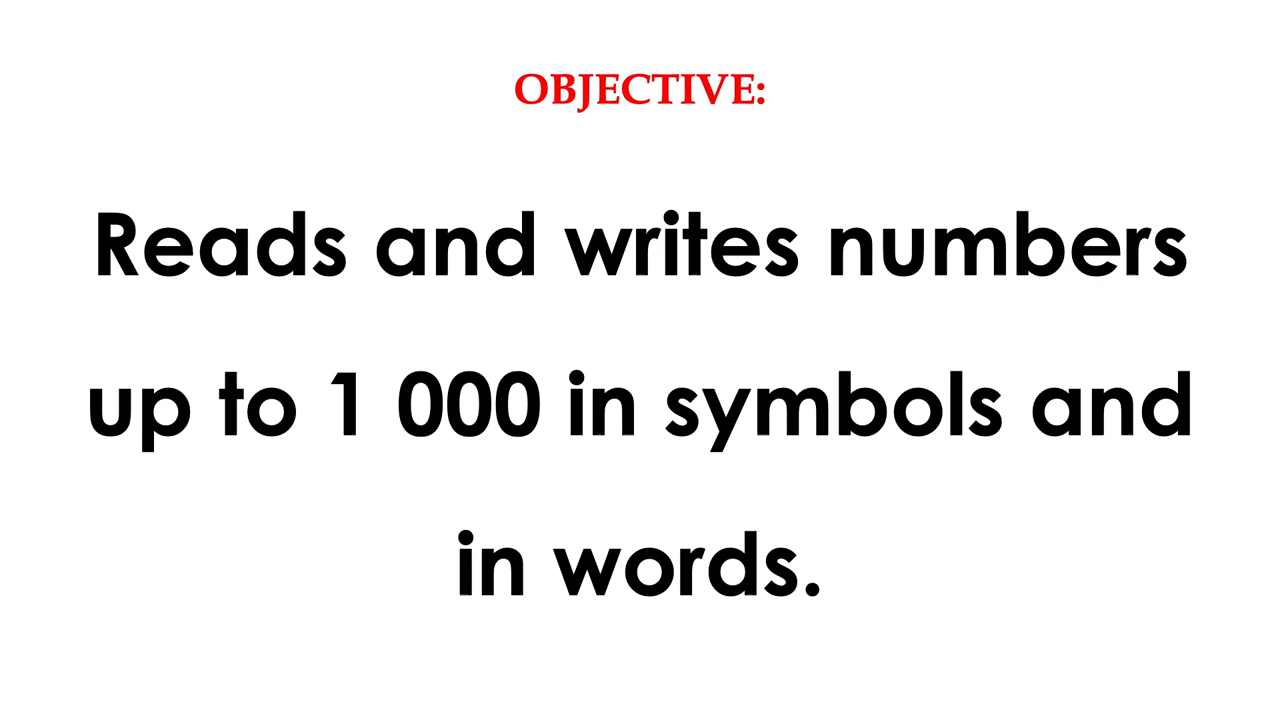 OBJECTIVE:
Reads and writes numbers
up to 1 000 in symbols and
in words.